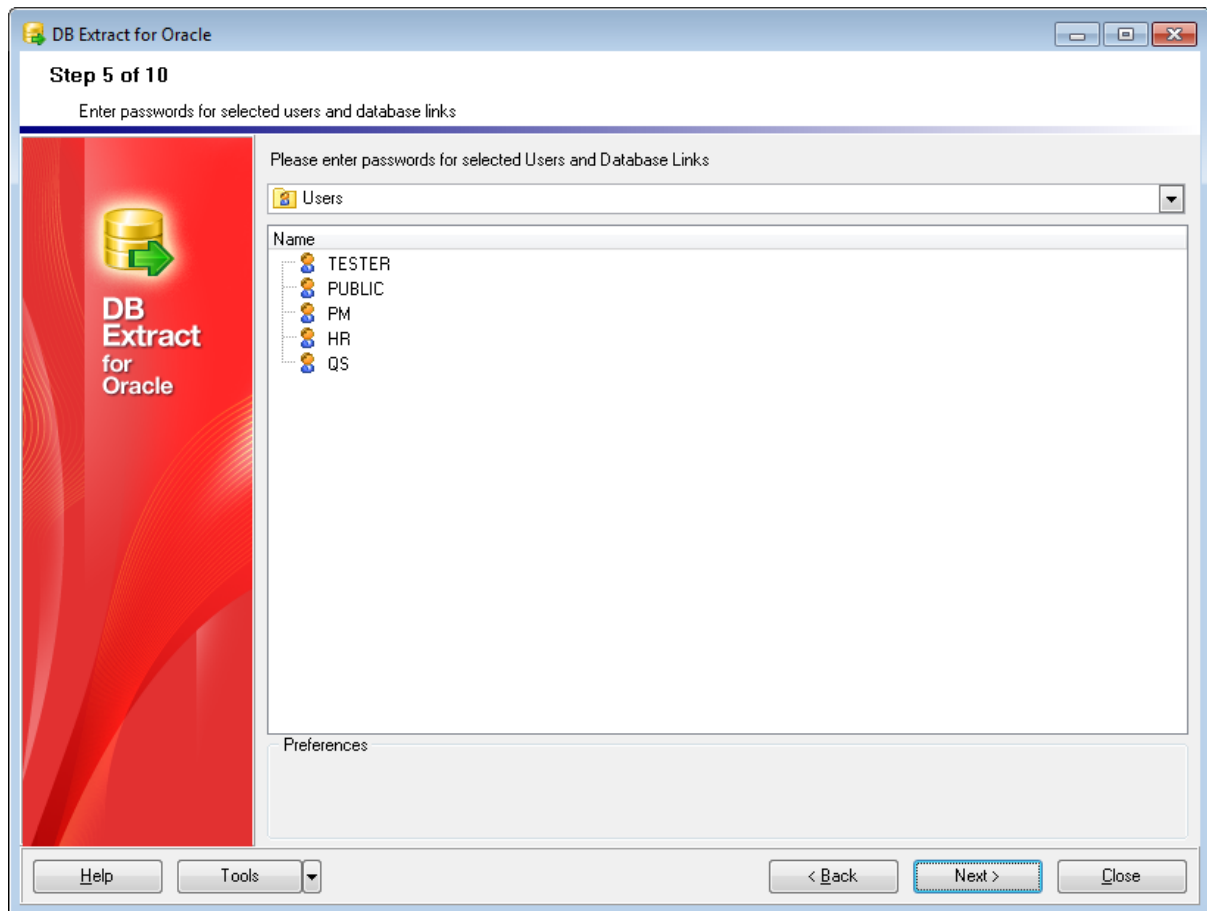 DB Extract for Oracle
Step 5 of 10
Enter passwords for selected users and database links
DB
Extract
for
Oracle
Please enter passwords for selected Users and Database Links
Users
Name
TESTER
PUBLIC
PM
HR
QS
Preferences
Help
Tools
< Back
Next >
Close